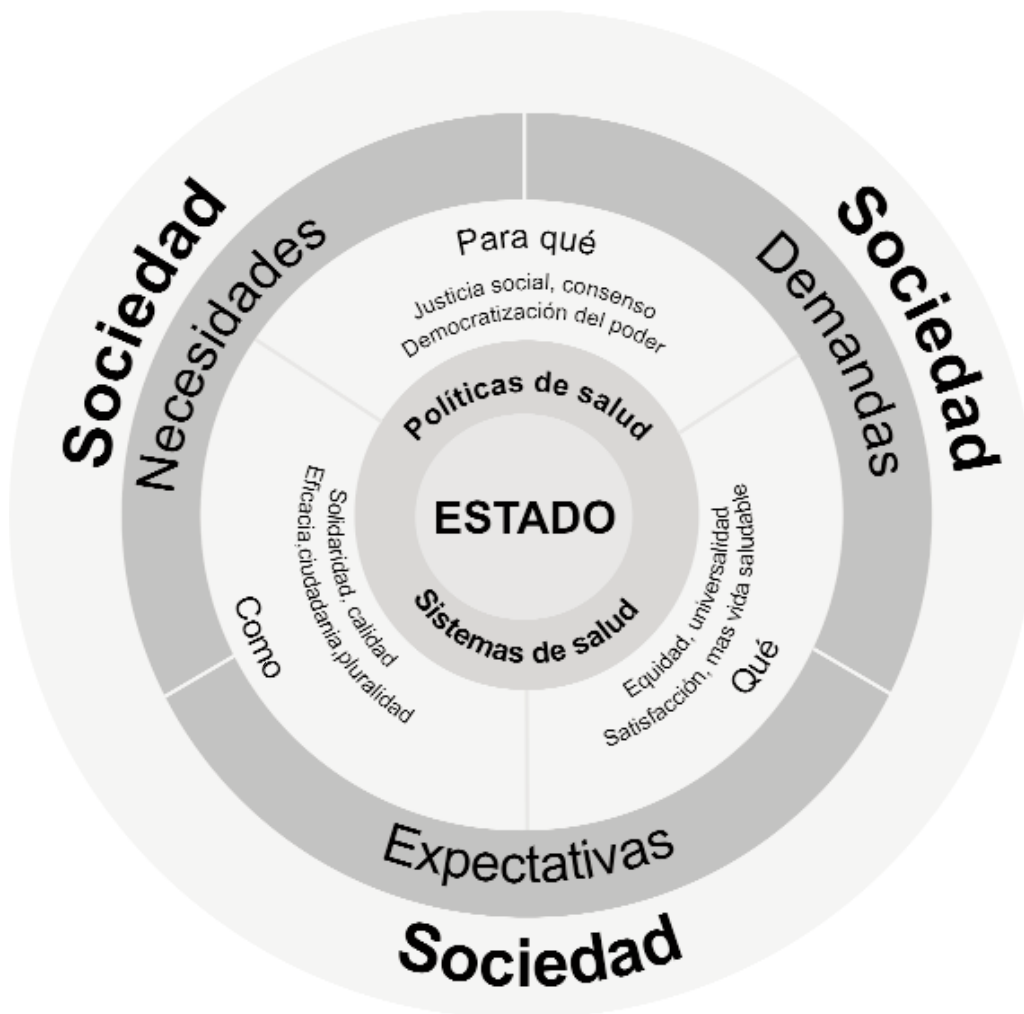 Sociedad
Sociedad
Necesidades
Demandas
Para qué
Justicia social, consenso
Democratización del poder
Políticas de salud
ESTADO
Sistemas de salud
Como
Solidaridad, calidad
Eficacia,ciudadania,pluralidad
Equidad, universalidad
Satisfacción, mas vida saludable
Qué
Expectativas
Sociedad